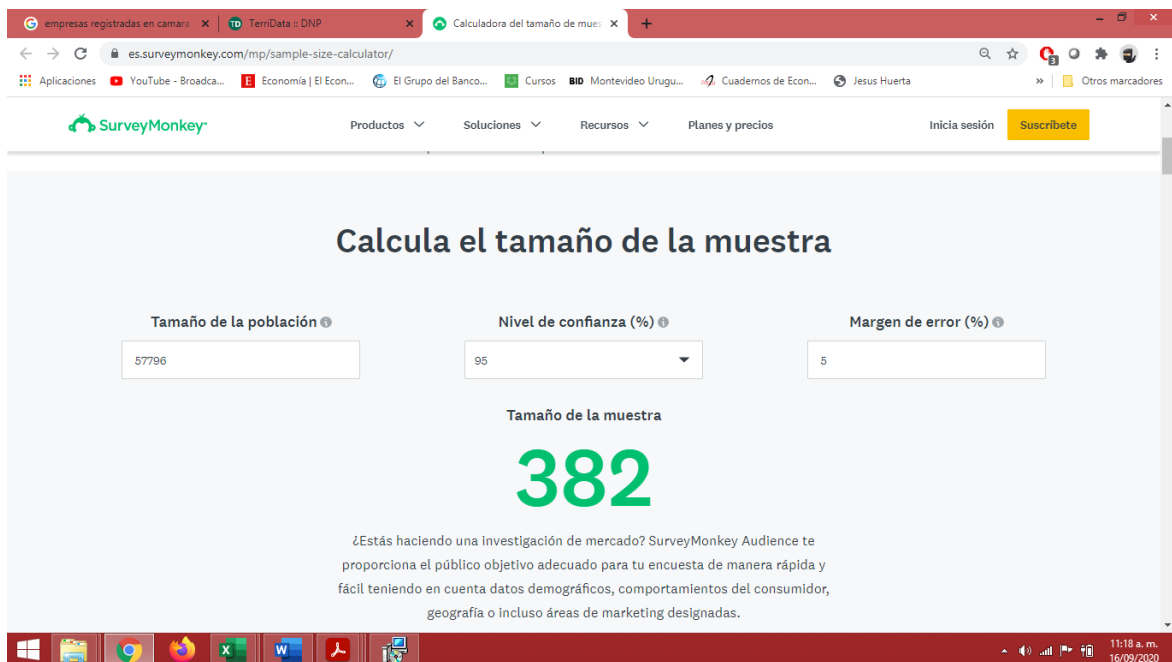 empresas registradas en camara
TerriData :: DNP
Calculadora del tamaño de mues
es.surveymonkey.com/mp/sample-size-calculator/
3
Aplicaciones
YouTube - Broadca...
Economía | El Econ...
El Grupo del Banco...
Cursos
BID Montevideo Urugu...
Cuadernos de Econ...
Jesus Huerta
»
Otros marcadores
SurveyMonkey
Productos
Soluciones
Recursos
Planes y precios
Inicia sesión
Suscríbete
Calcula el tamaño de la muestra
Tamaño de la población
Nivel de confianza (%)
Margen de error (%)
57796
95
5
Tamaño de la muestra
382
¿Estás haciendo una investigación de mercado? SurveyMonkey Audience te
proporciona el público objetivo adecuado para tu encuesta de manera rápida y
fácil teniendo en cuenta datos demográficos, comportamientos del consumidor,
geografía o incluso áreas de marketing designadas.
11:18 a. m.
16/09/2020